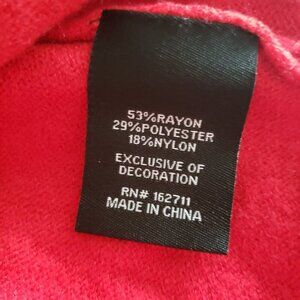 53%RAYON
29%POLYESTER
18%NYLON
EXCLUSIVE OF
DECORATION
RN# 162711
MADE IN CHINA